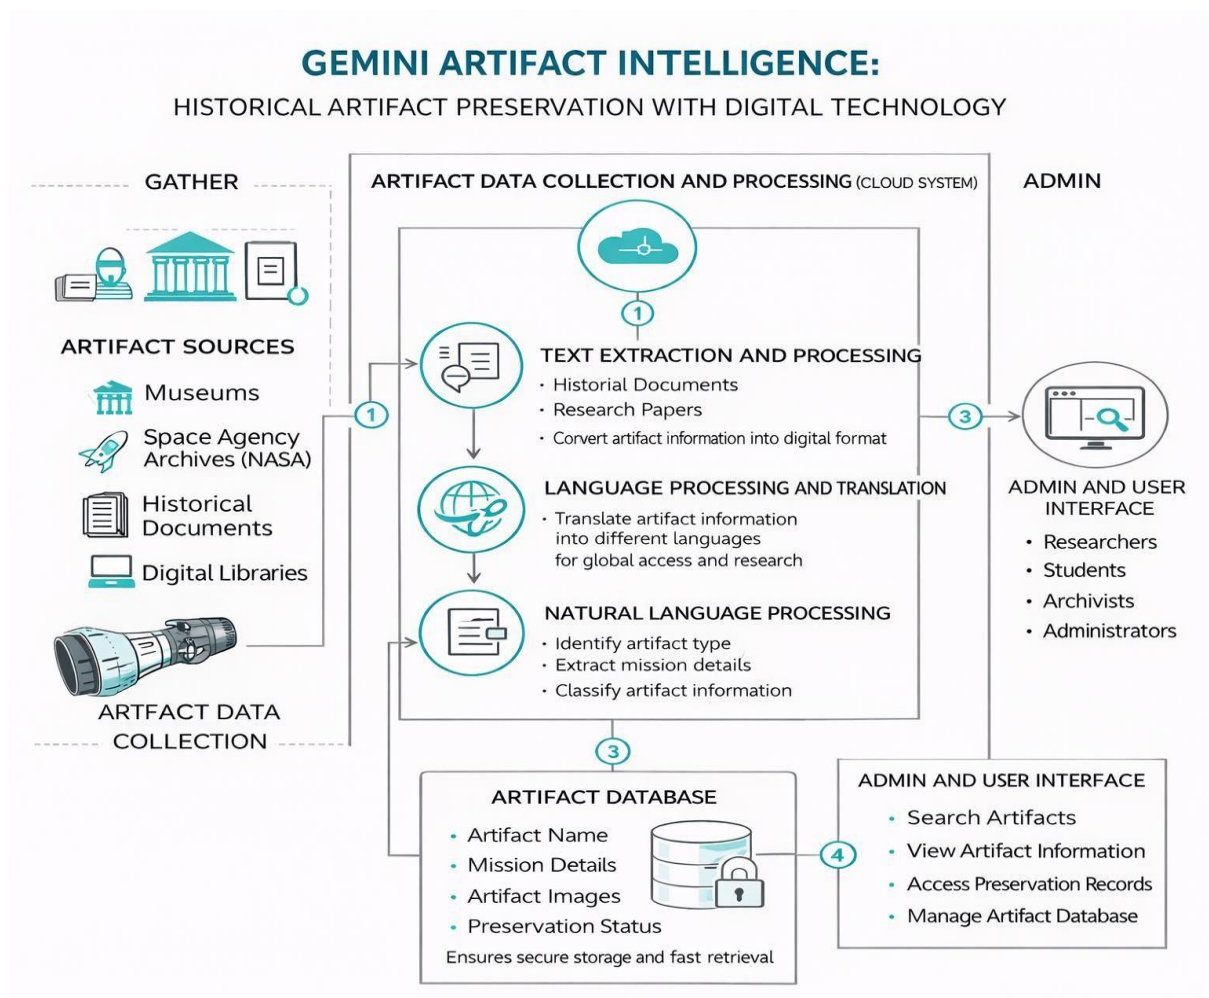 GEMINI ARTIFACT INTELLIGENCE:
HISTORICAL ARTIFACT PRESERVATION WITH DIGITAL TECHNOLOGY
GATHER
ARTIFACT SOURCES
Museums
Space Agency
Archives (NASA)
Historical
Documents
Digital Libraries
ARTFACT DATA
COLLECTION
1
ARTIFACT DATA COLLECTION AND PROCESSING (CLOUD SYSTEM)
1
TEXT EXTRACTION AND PROCESSING
· Historial Documents
· Research Papers
· Convert artifact information into digital format
LANGUAGE PROCESSING AND TRANSLATION
· Translate artifact information
into different languages
for global access and research
NATURAL LANGUAGE PROCESSING
· Identify artifact type
· Extract mission details
· Classify artifact information
3
ADMIN
3
ADMIN AND USER
INTERFACE
• Researchers
• Students
• Archivists
• Administrators
ARTIFACT DATABASE
• Artifact Name
• Mission Details
• Artifact Images
• Preservation Status
Ensures secure storage and fast retrieval
4
ADMIN AND USER INTERFACE
• Search Artifacts
• View Artifact Information
• Access Preservation Records
• Manage Artifact Database